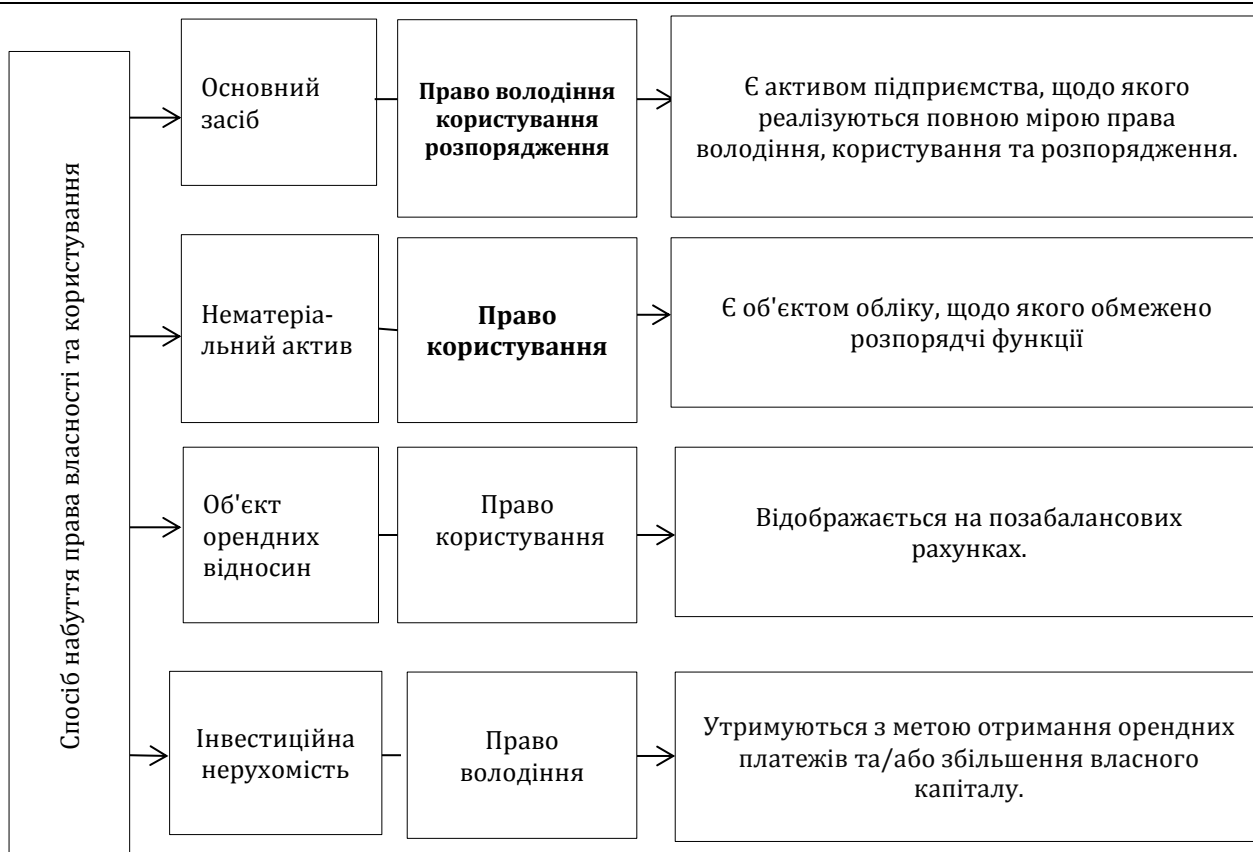 Спосіб набуття права власності та користування
Основний
засіб
Право володіння
користування
розпорядження
Є активом підприємства, щодо якого
реалізуються повною мірою права
володіння, користування та розпорядження.
Нематеріа-
льний актив
Право
користування
Є об'єктом обліку, щодо якого обмежено
розпорядчі функції
Об'єкт
орендних
відносин
Право
користування
Відображається на позабалансових
рахунках.
Інвестиційна
нерухомість
Право
володіння
Утримуються з метою отримання орендних
платежів та/або збільшення власного
капіталу.